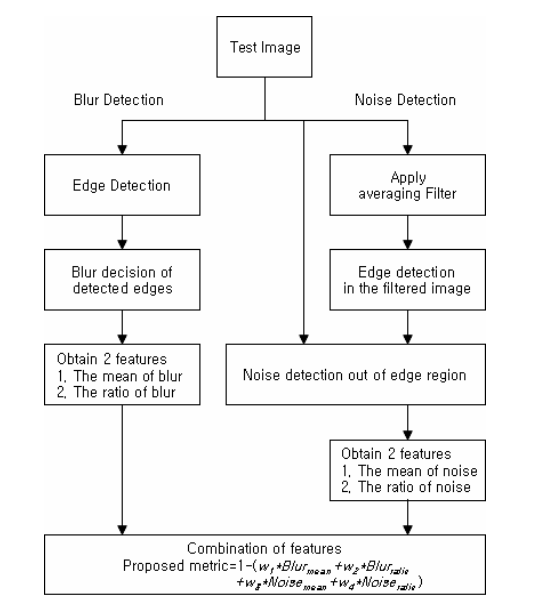 Test Image
Blur Detection
Noise Detection
Edge Detection
Apply
averaging Filter
Blur decision of
detected edges
Edge detection
in the filtered image
Obtain 2 features
1, The mean of blur
2, The ratio of blur
Noise detection out of edge region
Obtain 2 features
1, The mean of noise
2, The ratio of noise
Combination of features
Proposed metric=1-(w1*Blurmean+w2*Blurratio
+w3*Noisemean+w4*Noiseratio)